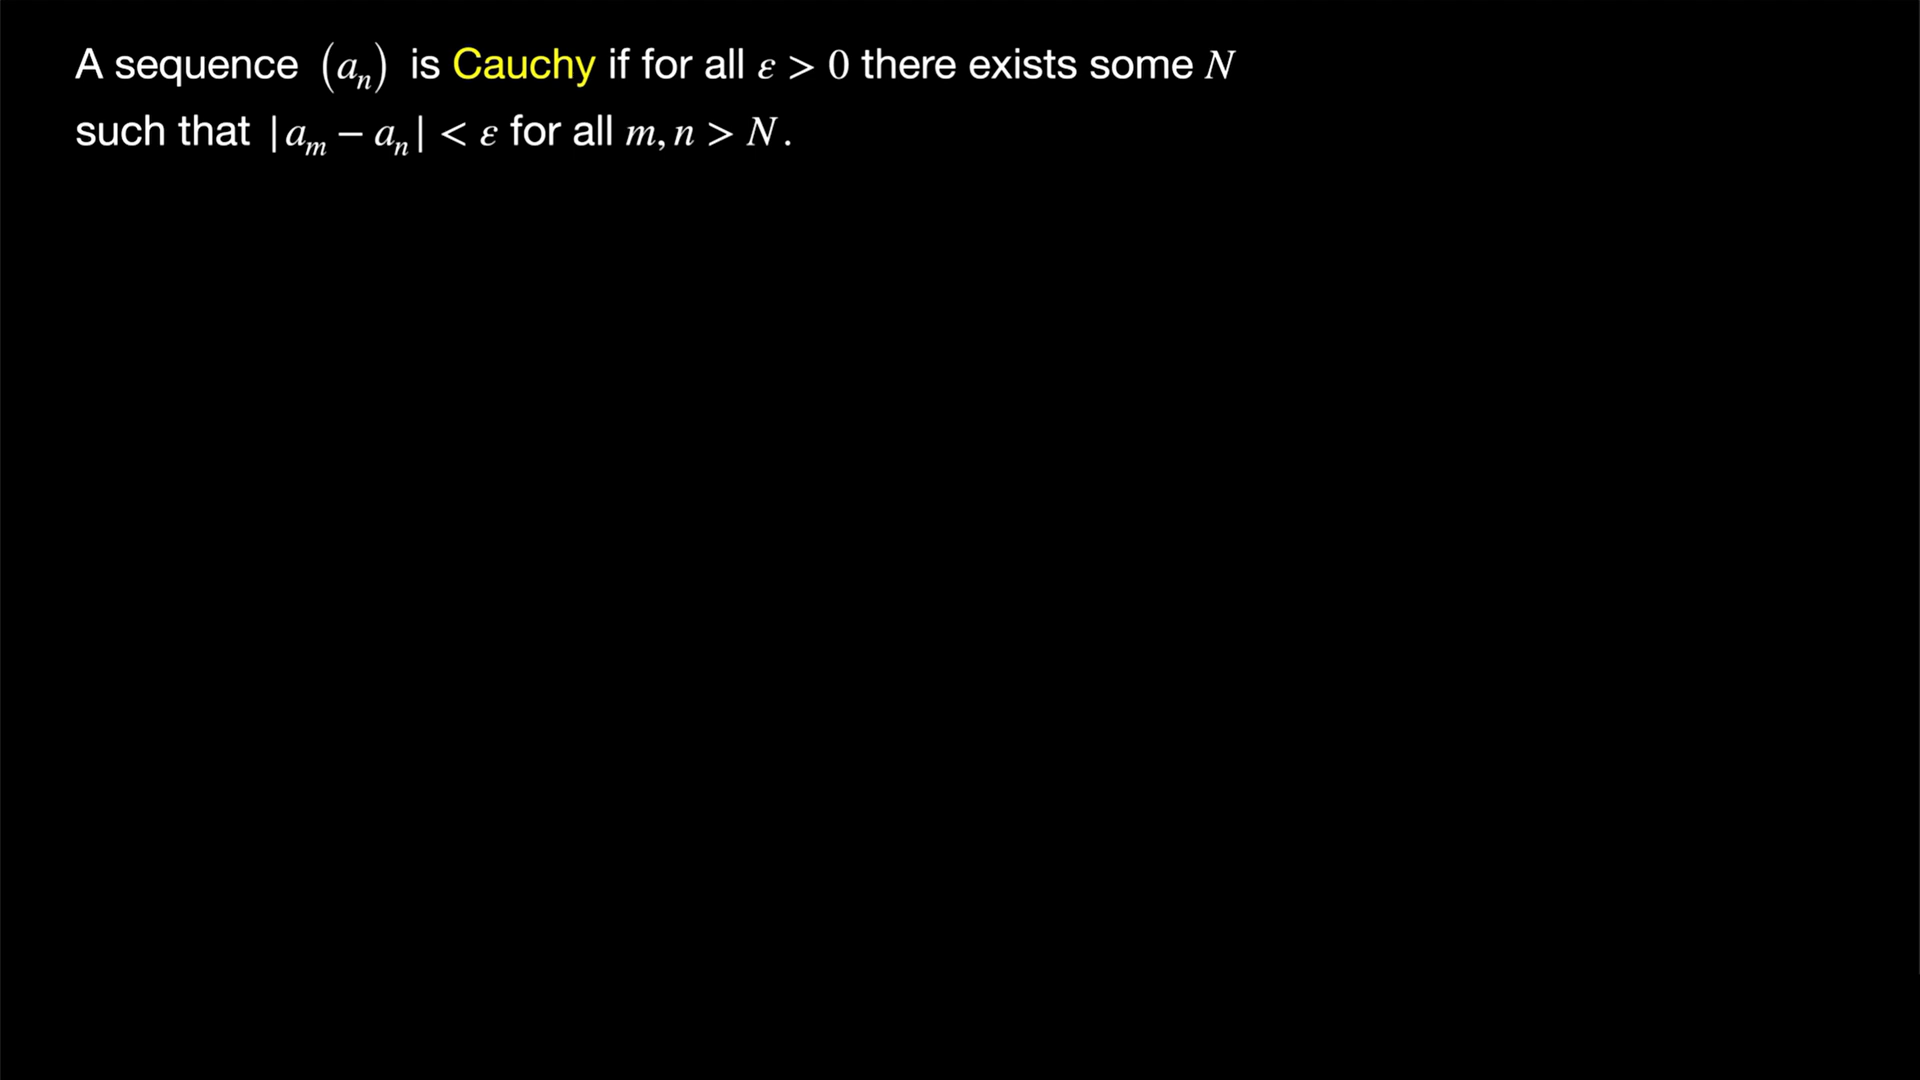 A sequence (aₙ) is Cauchy if for all ε > 0 there exists some N
such that |aₘ − aₙ| < ε for all m, n > N.